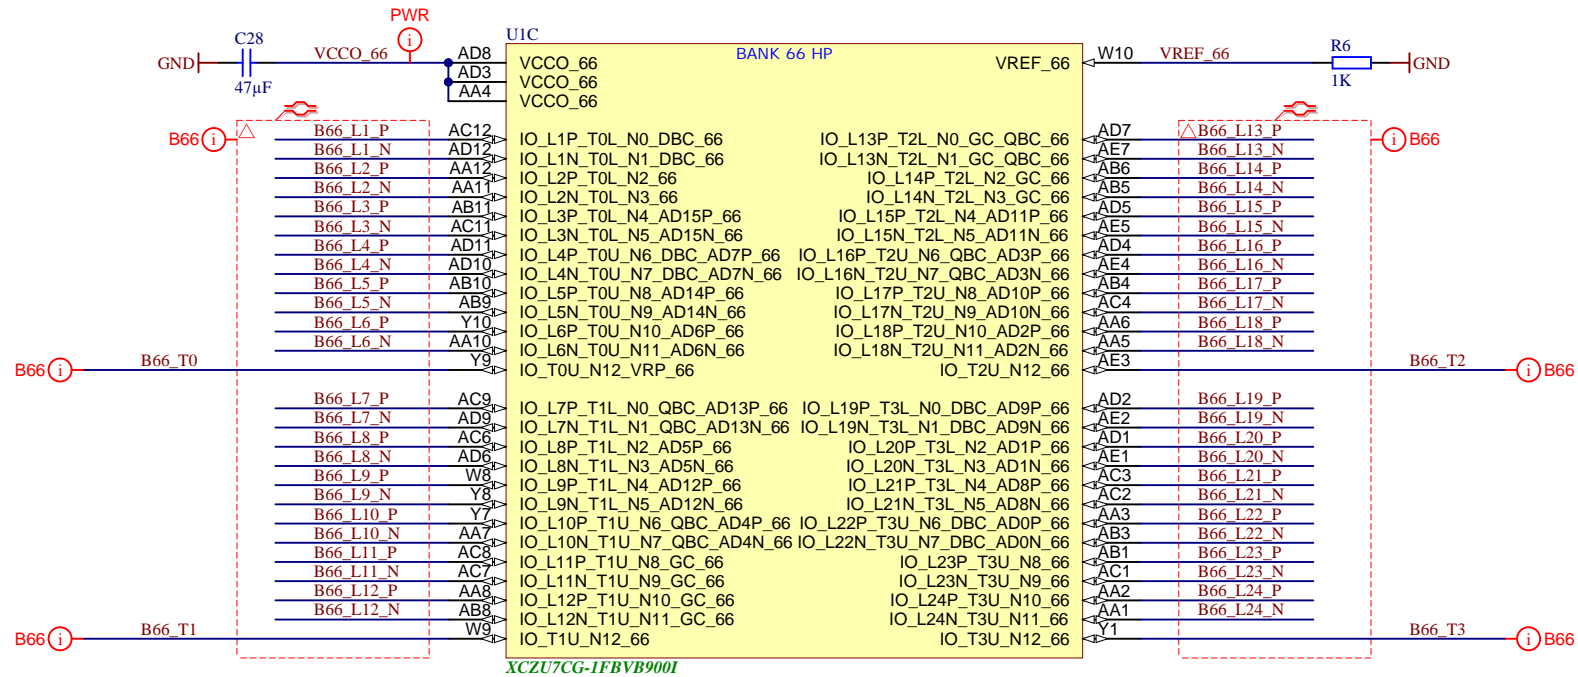 PWR
U1C
BANK 66 HP
GND C28 47µF VCCO_66 AD8 VCCO_66 VREF_66 W10 VREF_66 R6 1K GND
AD3 VCCO_66
AA4 VCCO_66
B66 B66_L1_P AC12 IO_L1P_T0L_N0_DBC_66 IO_L13P_T2L_N0_GC_QBC_66 AD7 B66_L13_P B66
B66_L1_N AD12 IO_L1N_T0L_N1_DBC_66 IO_L13N_T2L_N1_GC_QBC_66 AE7 B66_L13_N
B66_L2_P AA12 IO_L2P_T0L_N2_66 IO_L14P_T2L_N2_GC_66 AB6 B66_L14_P
B66_L2_N AA11 IO_L2N_T0L_N3_66 IO_L14N_T2L_N3_GC_66 AB5 B66_L14_N
B66_L3_P AB11 IO_L3P_T0L_N4_AD15P_66 IO_L15P_T2L_N4_AD11P_66 AD5 B66_L15_P
B66_L3_N AC11 IO_L3N_T0L_N5_AD15N_66 IO_L15N_T2L_N5_AD11N_66 AE5 B66_L15_N
B66_L4_P AD11 IO_L4P_T0U_N6_DBC_AD7P_66 IO_L16P_T2U_N6_QBC_AD3P_66 AD4 B66_L16_P
B66_L4_N AD10 IO_L4N_T0U_N7_DBC_AD7N_66 IO_L16N_T2U_N7_QBC_AD3N_66 AE4 B66_L16_N
B66_L5_P AB10 IO_L5P_T0U_N8_AD14P_66 IO_L17P_T2U_N8_AD10P_66 AB4 B66_L17_P
B66_L5_N AB9 IO_L5N_T0U_N9_AD14N_66 IO_L17N_T2U_N9_AD10N_66 AC4 B66_L17_N
B66_L6_P Y10 IO_L6P_T0U_N10_AD6P_66 IO_L18P_T2U_N10_AD2P_66 AA6 B66_L18_P
B66_L6_N AA10 IO_L6N_T0U_N11_AD6N_66 IO_L18N_T2U_N11_AD2N_66 AA5 B66_L18_N
B66 B66_T0 Y9 IO_T0U_N12_VRP_66 IO_T2U_N12_66 AE3 B66_T2 B66
B66_L7_P AC9 IO_L7P_T1L_N0_QBC_AD13P_66 IO_L19P_T3L_N0_DBC_AD9P_66 AD2 B66_L19_P
B66_L7_N AD9 IO_L7N_T1L_N1_QBC_AD13N_66 IO_L19N_T3L_N1_DBC_AD9N_66 AE2 B66_L19_N
B66_L8_P AC6 IO_L8P_T1L_N2_AD5P_66 IO_L20P_T3L_N2_AD1P_66 AD1 B66_L20_P
B66_L8_N AD6 IO_L8N_T1L_N3_AD5N_66 IO_L20N_T3L_N3_AD1N_66 AE1 B66_L20_N
B66_L9_P W8 IO_L9P_T1L_N4_AD12P_66 IO_L21P_T3L_N4_AD8P_66 AC3 B66_L21_P
B66_L9_N Y8 IO_L9N_T1L_N5_AD12N_66 IO_L21N_T3L_N5_AD8N_66 AC2 B66_L21_N
B66_L10_P Y7 IO_L10P_T1U_N6_QBC_AD4P_66 IO_L22P_T3U_N6_DBC_AD0P_66 AA3 B66_L22_P
B66_L10_N AA7 IO_L10N_T1U_N7_QBC_AD4N_66 IO_L22N_T3U_N7_DBC_AD0N_66 AB3 B66_L22_N
B66_L11_P AC8 IO_L11P_T1U_N8_GC_66 IO_L23P_T3U_N8_66 AB1 B66_L23_P
B66_L11_N AC7 IO_L11N_T1U_N9_GC_66 IO_L23N_T3U_N9_66 AC1 B66_L23_N
B66_L12_P AA8 IO_L12P_T1U_N10_GC_66 IO_L24P_T3U_N10_66 AA2 B66_L24_P
B66_L12_N AB8 IO_L12N_T1U_N11_GC_66 IO_L24N_T3U_N11_66 AA1 B66_L24_N
B66 B66_T1 W9 IO_T1U_N12_66 IO_T3U_N12_66 Y1 B66_T3 B66
XCZU7CG-1FBVB900I